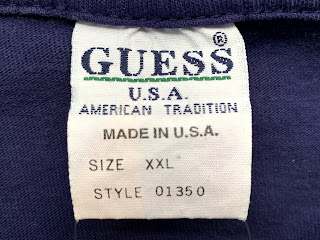 GUESS®
U.S.A.
AMERICAN TRADITION
MADE IN U.S.A.
SIZE XXL
STYLE 01350